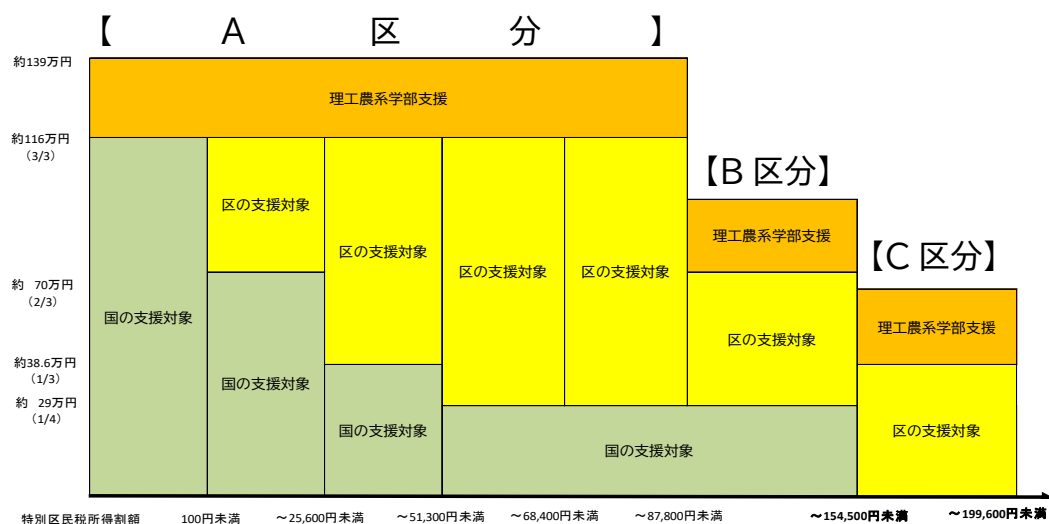 【 A 区 分 】
約139万円
理工農系学部支援
約116万円
（3/3）
【B 区分】
区の支援対象
理工農系学部支援
区の支援対象
区の支援対象
区の支援対象
【C 区分】
約 70万円
（2/3）
国の支援対象
理工農系学部支援
区の支援対象
約38.6万円
（1/3）
国の支援対象
約 29万円
（1/4）
国の支援対象
区の支援対象
国の支援対象
特別区民税所得割額 100円未満 ～25,600円未満 ～51,300円未満 ～68,400円未満 ～87,800円未満 ～154,500円未満 ～199,600円未満